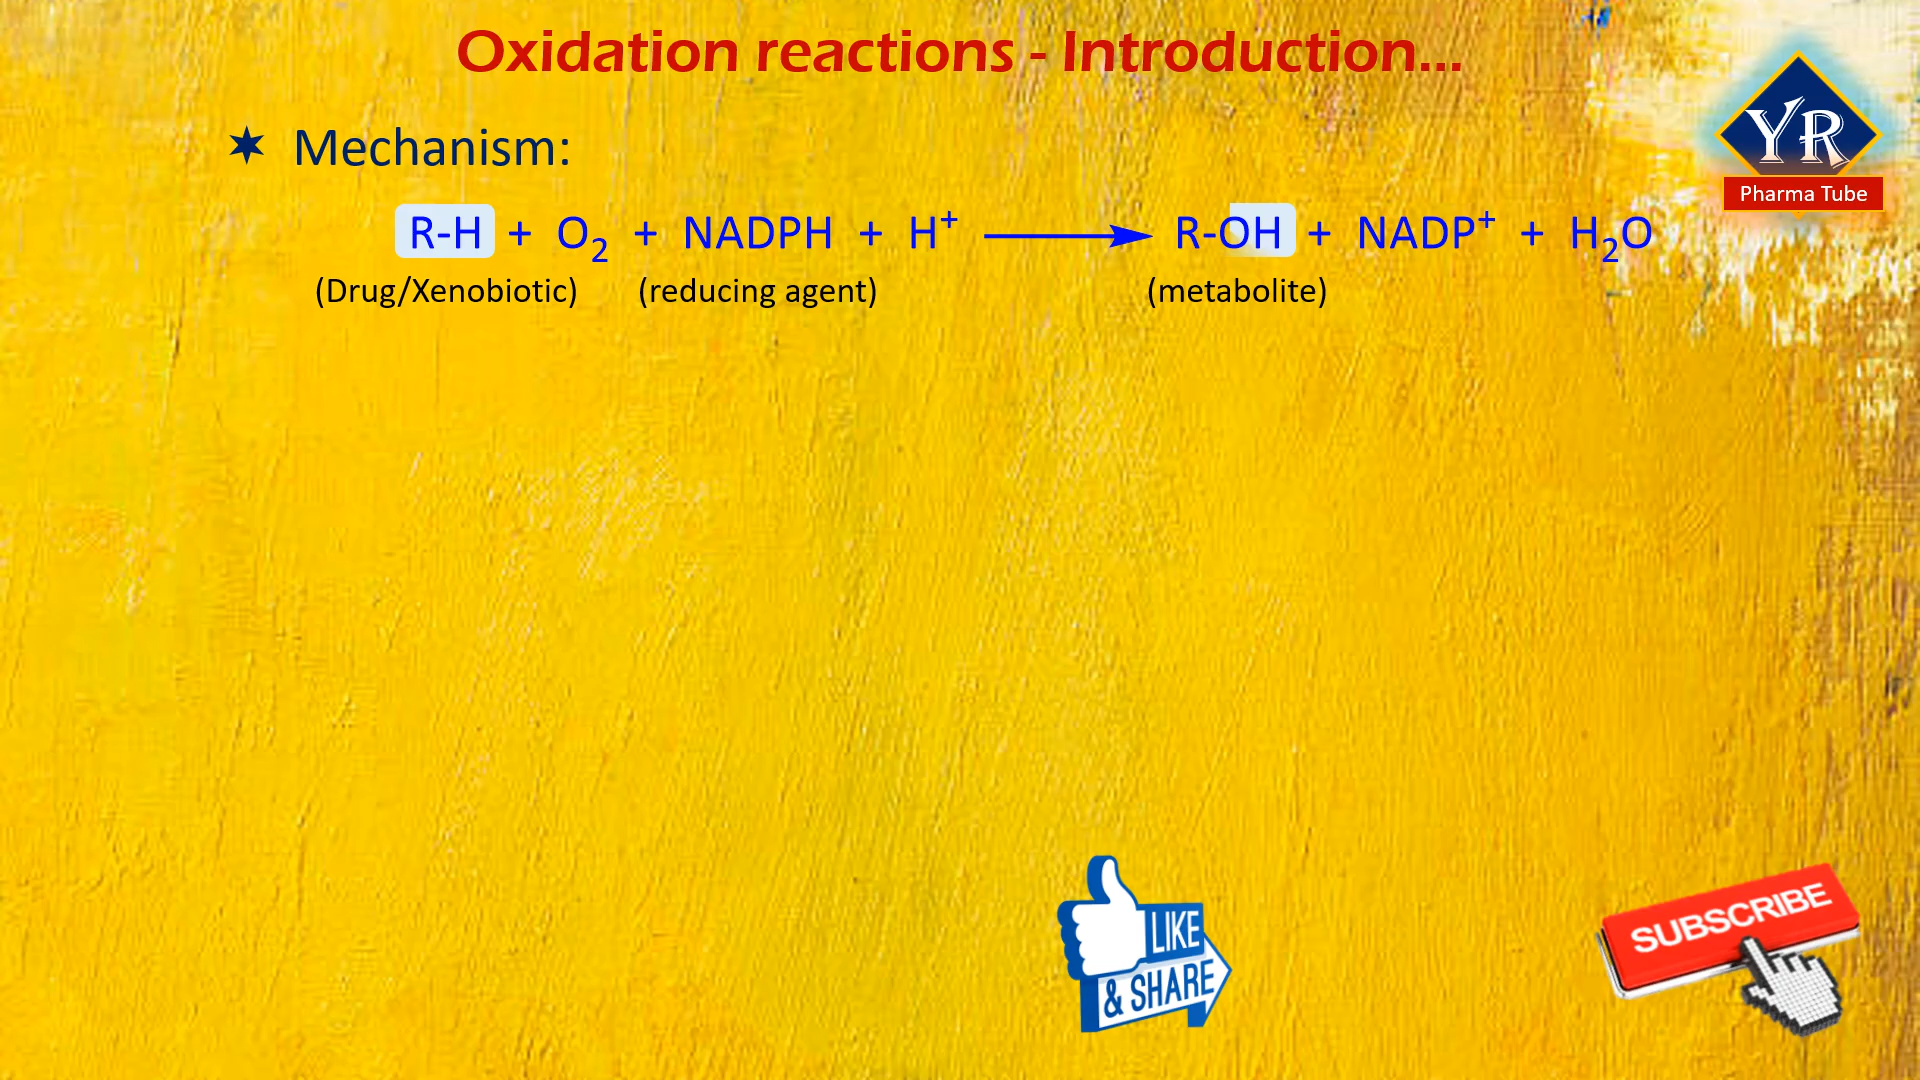 Oxidation reactions - Introduction...
YR
Pharma Tube
✶ Mechanism:
R-H + O₂ + NADPH + H⁺ ⟶ R-OH + NADP⁺ + H₂O
(Drug/Xenobiotic) (reducing agent) (metabolite)
LIKE
& SHARE
SUBSCRIBE